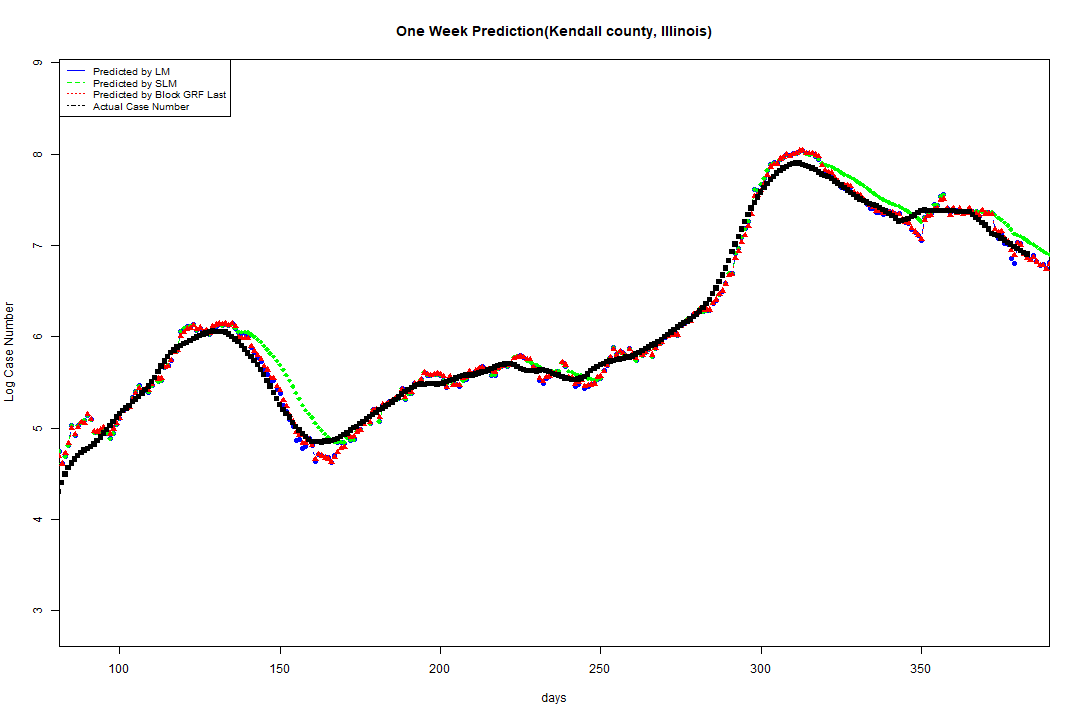 One Week Prediction(Kendall county, Illinois)
Predicted by LM
Predicted by SLM
Predicted by Block GRF Last
Actual Case Number
9
8
7
6
5
4
3
Log Case Number
100 150 200 250 300 350
days